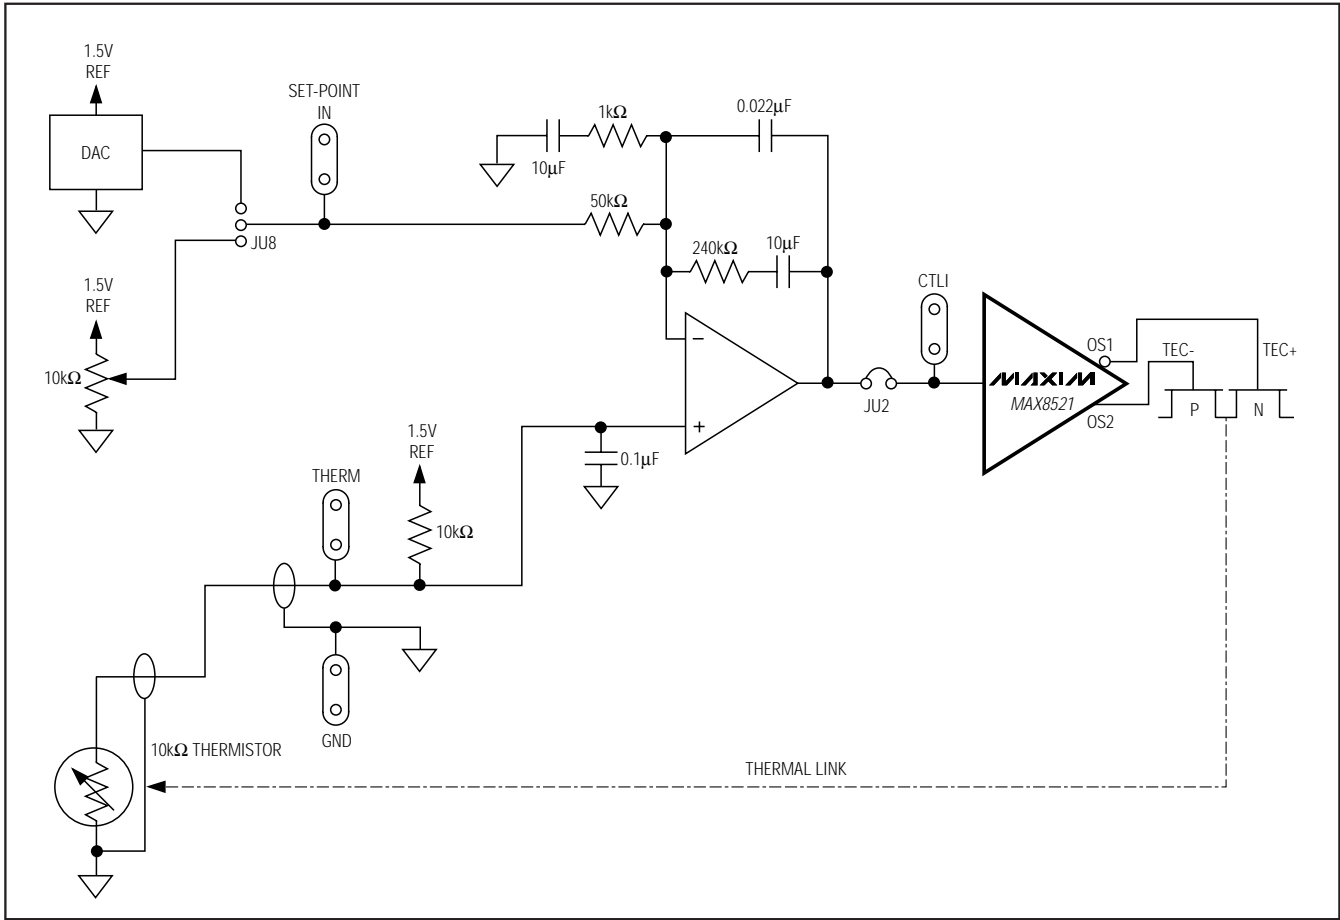 1.5V
REF
DAC
SET-POINT
IN
JU8
1.5V
REF
10kΩ
10μF
1kΩ
0.022μF
50kΩ
240kΩ
10μF
−
+
0.1μF
CTLI
JU2
MAXIM
MAX8521
OS1
OS2
TEC-
TEC+
P
N
1.5V
REF
10kΩ
THERM
GND
10kΩ THERMISTOR
THERMAL LINK